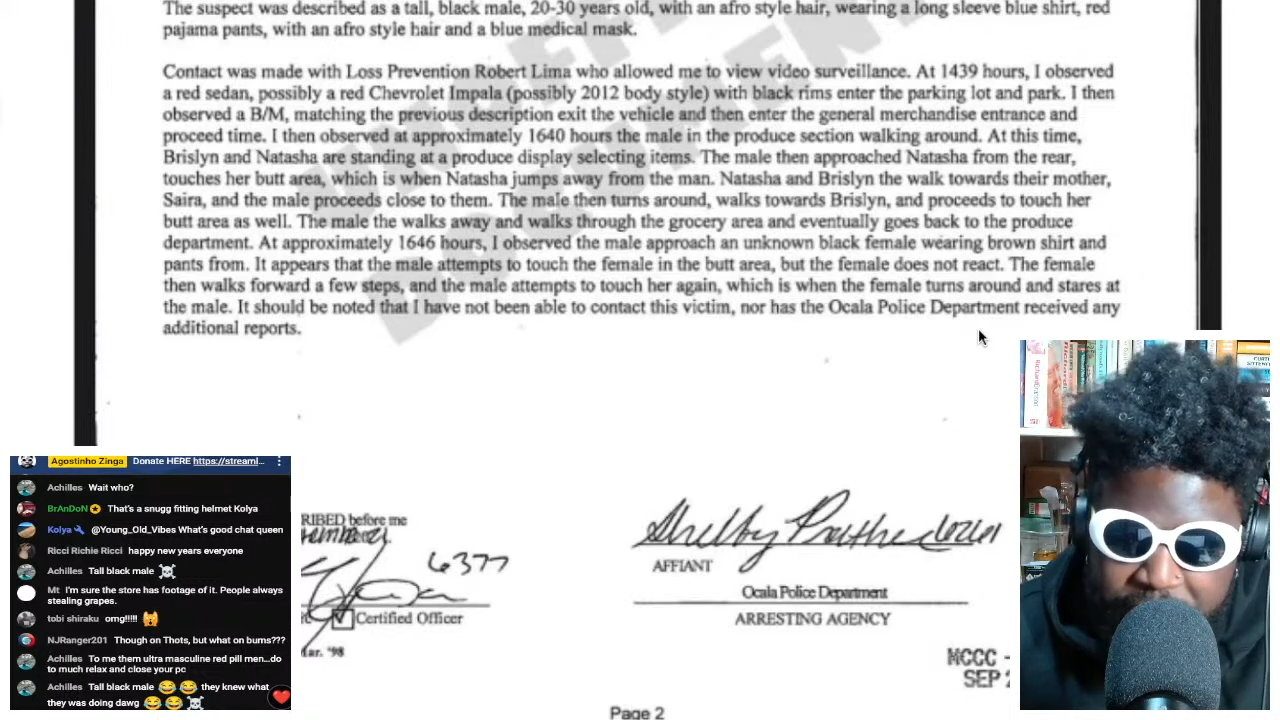 The suspect was described as a tall, black male, 20-30 years old, with an afro style hair, wearing a long sleeve blue shirt, red
pajama pants, with an afro style hair and a blue medical mask.
Contact was made with Loss Prevention Robert Lima who allowed me to view video surveillance. At 1439 hours, I observed
a red sedan, possibly a red Chevrolet Impala (possibly 2012 body style) with black rims enter the parking lot and park. I then
observed a B/M, matching the previous description exit the vehicle and then enter the general merchandise entrance and
proceed time. I then observed at approximately 1640 hours the male in the produce section walking around. At this time,
Brislyn and Natasha are standing at a produce display selecting items. The male then approached Natasha from the rear,
touches her butt area, which is when Natasha jumps away from the man. Natasha and Brislyn the walk towards their mother,
Saira, and the male proceeds close to them. The male then turns around, walks towards Brislyn, and proceeds to touch her
butt area as well. The male the walks away and walks through the grocery area and eventually goes back to the produce
department. At approximately 1646 hours, I observed the male approach an unknown black female wearing brown shirt and
pants from. It appears that the male attempts to touch the female in the butt area, but the female does not react. The female
then walks forward a few steps, and the male attempts to touch her again, which is when the female turns around and stares at
the male. It should be noted that I have not been able to contact this victim, nor has the Ocala Police Department received any
additional reports.
RIBED before me
6377
Certified Officer
Mar. '98
Shelby
AFFIANT
Ocala Police Department
ARRESTING AGENCY
MCCC -
SEP 2
Page 2
Agostinho Zinga Donate HERE https://streaml...
Achilles Wait who?
BrAnDoN That's a snugg fitting helmet Kolya
Kolya @Young_Old_Vibes What's good chat queen
Ricci Richie Ricci happy new years everyone
Achilles Tall black male ☠️
Mt I'm sure the store has footage of it. People always
stealing grapes.
tobi shiraku omg!!!!! 🙀
NJRanger201 Though on Thots, but what on bums???
Achilles To me them ultra masculine red pill men...do
to much relax and close your pc
Achilles Tall black male 😂 😂 they knew what
they was doing dawg 😂 😂 ☠️